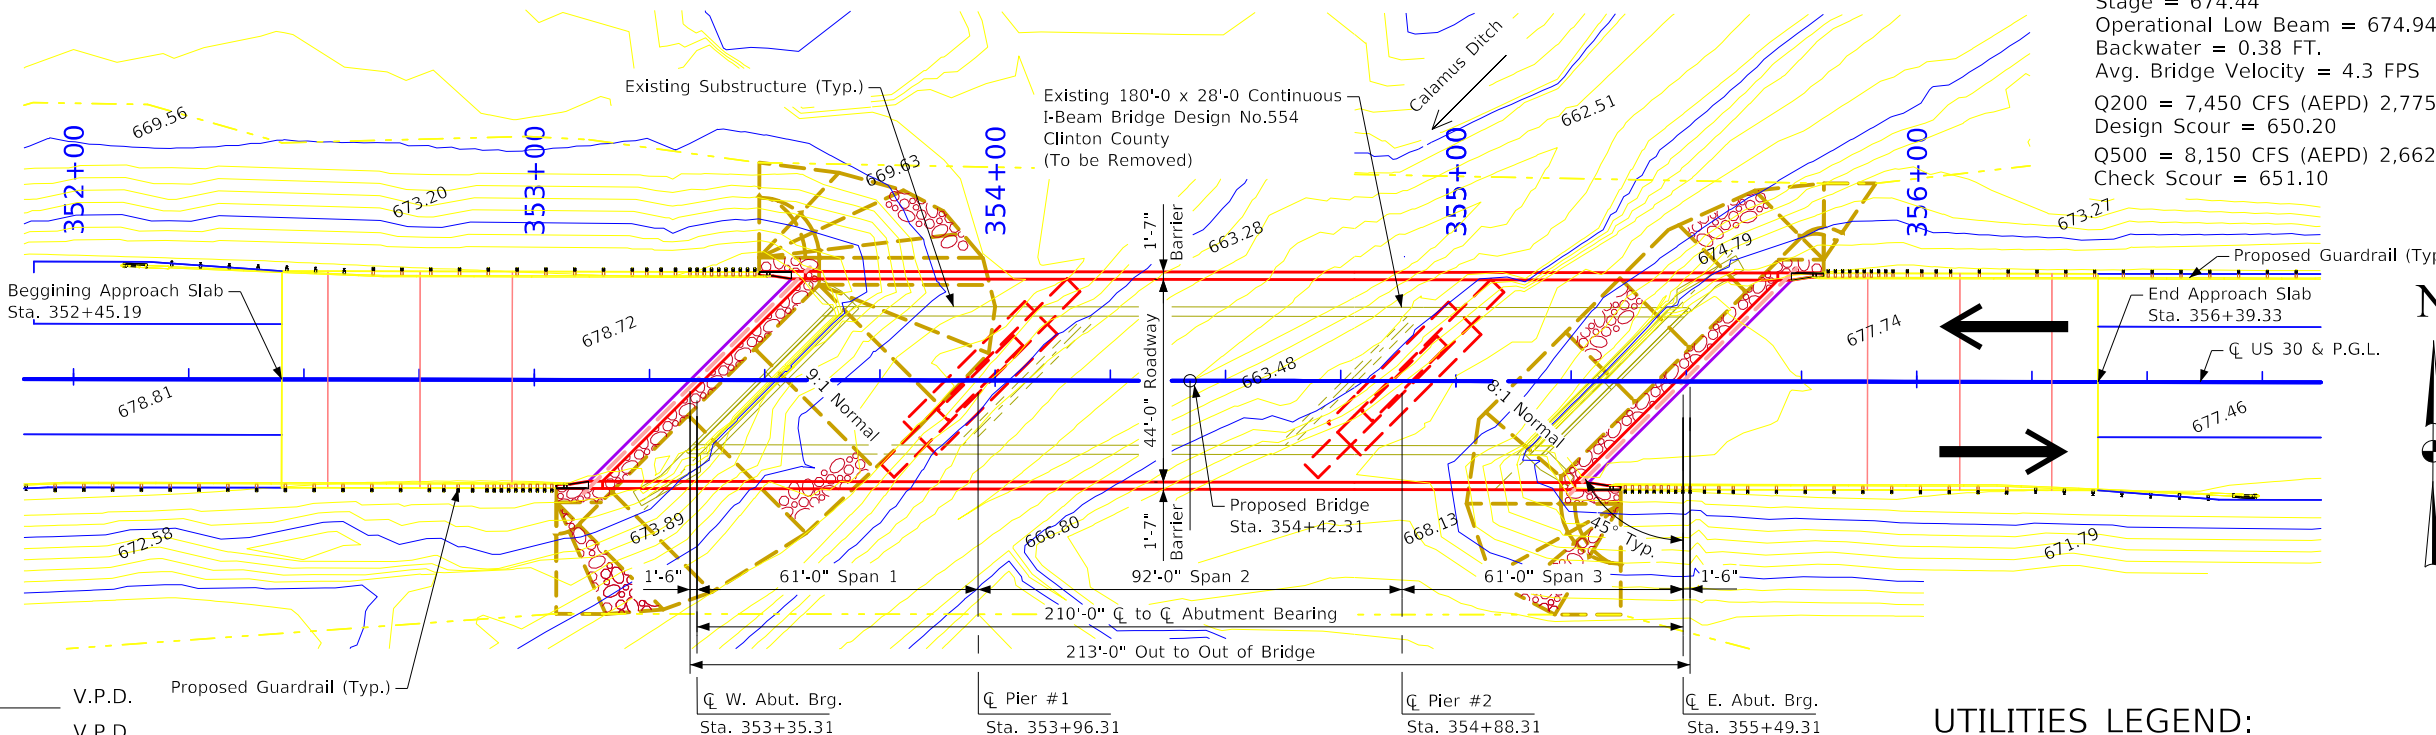 Stage = 674.44
Operational Low Beam = 674.94
Backwater = 0.38 FT.
Avg. Bridge Velocity = 4.3 FPS
Q200 = 7,450 CFS (AEPD) 2,775
Design Scour = 650.20
Q500 = 8,150 CFS (AEPD) 2,662
Check Scour = 651.10
Calamus Ditch
Existing Substructure (Typ.)
Existing 180'-0 x 28'-0 Continuous
I-Beam Bridge Design No.554
Clinton County
(To be Removed)
669.56
662.51
352+00
353+00
354+00
355+00
356+00
673.20
669.63
663.28
674.79
673.27
1'-7"
Barrier
Proposed Guardrail (Typ
Beggining Approach Slab
Sta. 352+45.19
End Approach Slab
Sta. 356+39.33
N
678.72
677.74
℄ US 30 & P.G.L.
44'-0" Roadway
663.48
9:1 Normal
8:1 Normal
678.81
677.46
Proposed Bridge
Sta. 354+42.31
45° Typ.
672.58
673.89
666.80
668.13
671.79
1'-7"
Barrier
1'-6"
61'-0" Span 1
92'-0" Span 2
61'-0" Span 3
1'-6"
210'-0" ℄ to ℄ Abutment Bearing
213'-0" Out to Out of Bridge
Proposed Guardrail (Typ.)
V.P.D.
V.P.D.
℄ W. Abut. Brg.
Sta. 353+35.31
℄ Pier #1
Sta. 353+96.31
℄ Pier #2
Sta. 354+88.31
℄ E. Abut. Brg.
Sta. 355+49.31
UTILITIES LEGEND: